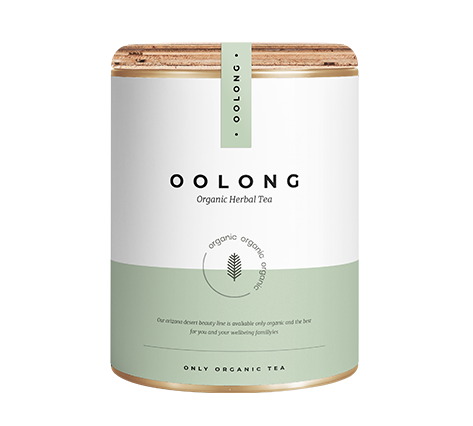 • OOLONG •
OOLONG
Organic Herbal Tea
organic organic organic
Our arizona desert beauty line is available only organic and the best
for you and your wellbeing famillyies
ONLY ORGANIC TEA